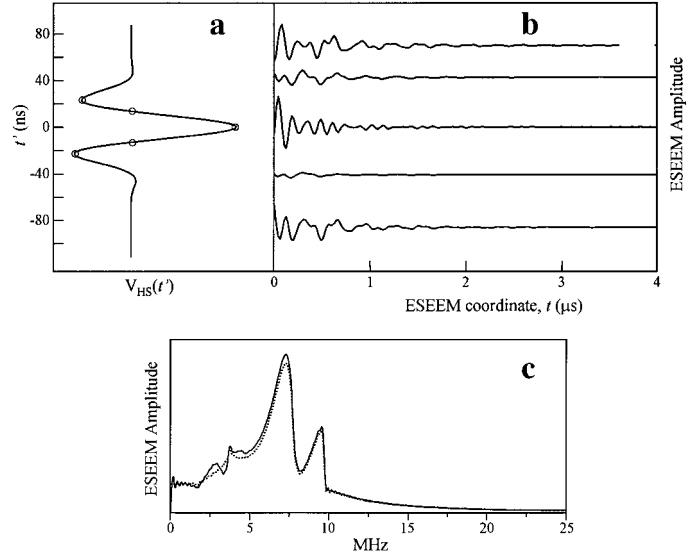 a
b
80
40
0
-40
-80
t' (ns)
V_HS(t')
0 1 2 3 4
ESEEM coordinate, t (μs)
ESEEM Amplitude
c
ESEEM Amplitude
0 5 10 15 20 25
MHz